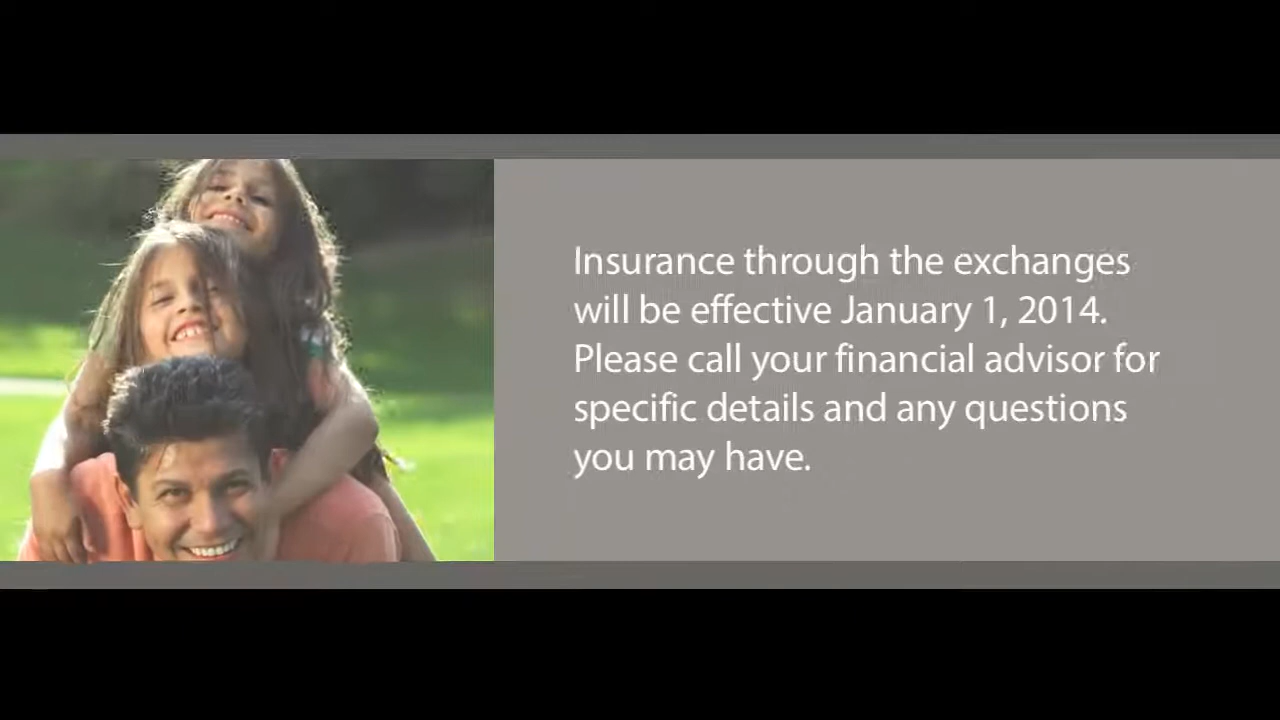 Insurance through the exchanges
will be effective January 1, 2014.
Please call your financial advisor for
specific details and any questions
you may have.